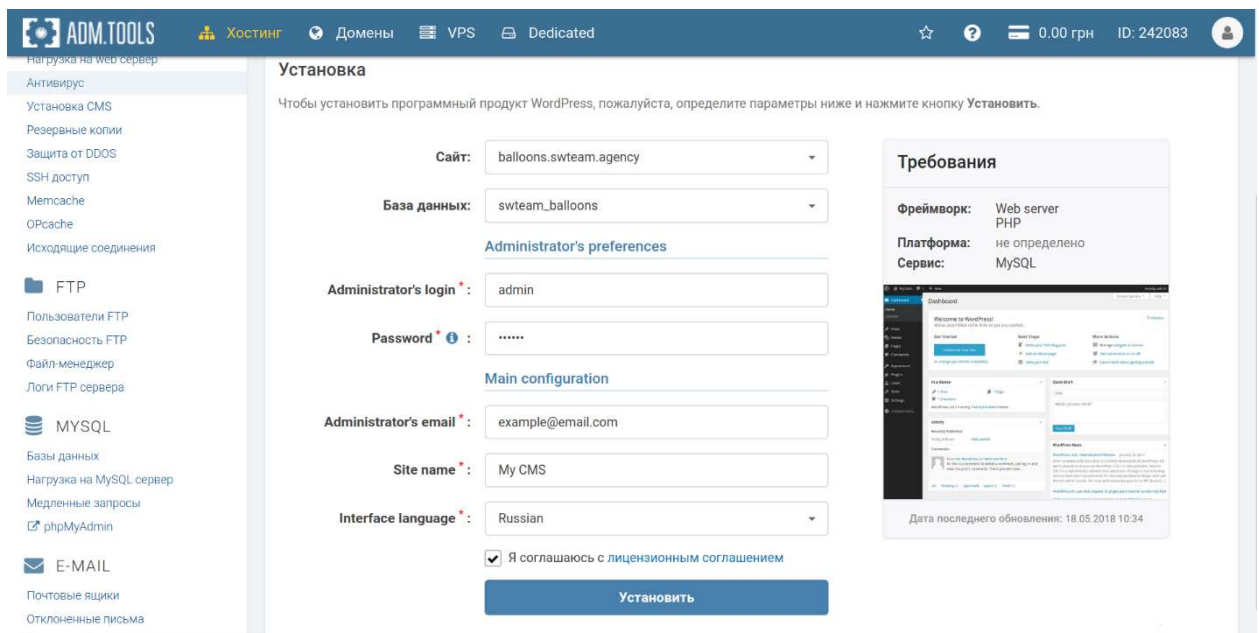 ADM.TOOLS
Хостинг
Домены
VPS
Dedicated
0.00 грн
ID: 242083
Нагрузка на web сервер
Антивирус
Установка CMS
Резервные копии
Защита от DDOS
SSH доступ
Memcache
OPcache
Исходящие соединения
FTP
Пользователи FTP
Безопасность FTP
Файл-менеджер
Логи FTP сервера
MYSQL
Базы данных
Нагрузка на MySQL сервер
Медленные запросы
phpMyAdmin
E-MAIL
Почтовые ящики
Отклоненные письма
Установка
Чтобы установить программный продукт WordPress, пожалуйста, определите параметры ниже и нажмите кнопку Установить.
Сайт: balloons.swteam.agency
База данных: swteam_balloons
Administrator's preferences
Administrator's login*: admin
Password* : ••••••
Main configuration
Administrator's email*: example@email.com
Site name*: My CMS
Interface language*: Russian
Я соглашаюсь с лицензионным соглашением
Установить
Требования
Фреймворк: Web server
PHP
Платформа: не определено
Сервис: MySQL
Dashboard
Welcome to WordPress!
Дата последнего обновления: 18.05.2018 10:34